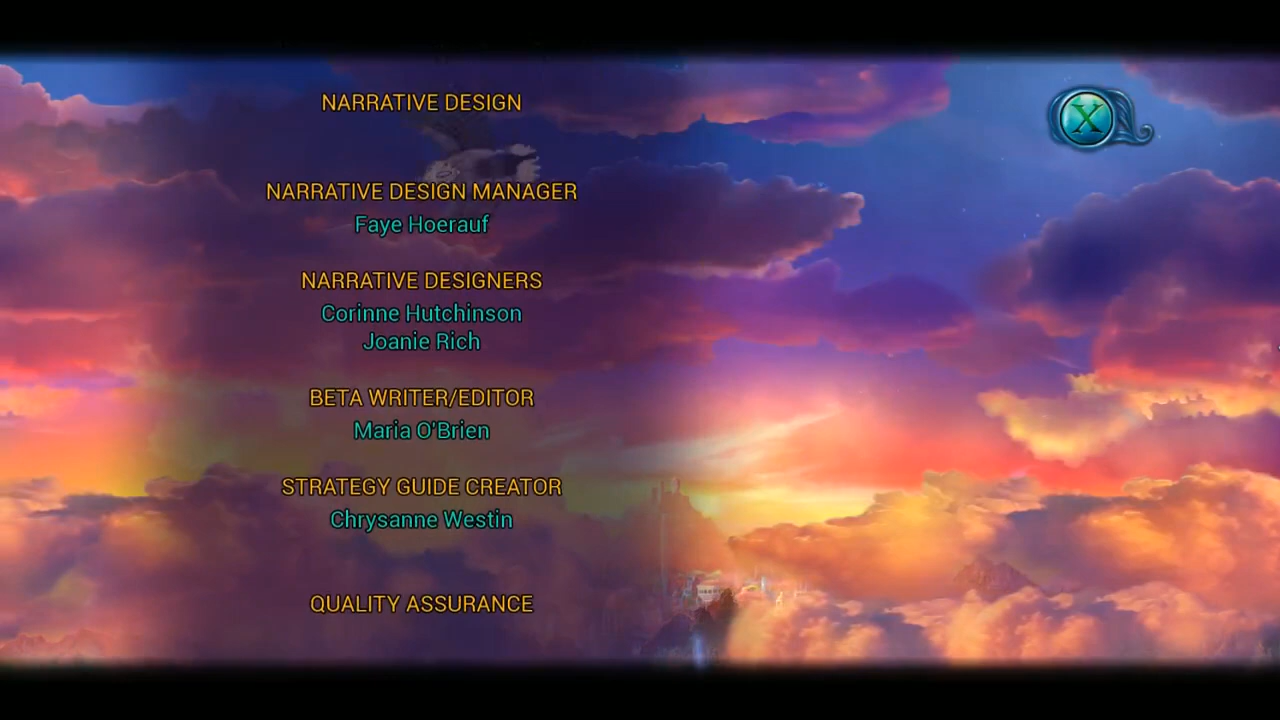 NARRATIVE DESIGN
X
NARRATIVE DESIGN MANAGER
Faye Hoerauf
NARRATIVE DESIGNERS
Corinne Hutchinson
Joanie Rich
BETA WRITER/EDITOR
Maria O'Brien
STRATEGY GUIDE CREATOR
Chrysanne Westin
QUALITY ASSURANCE